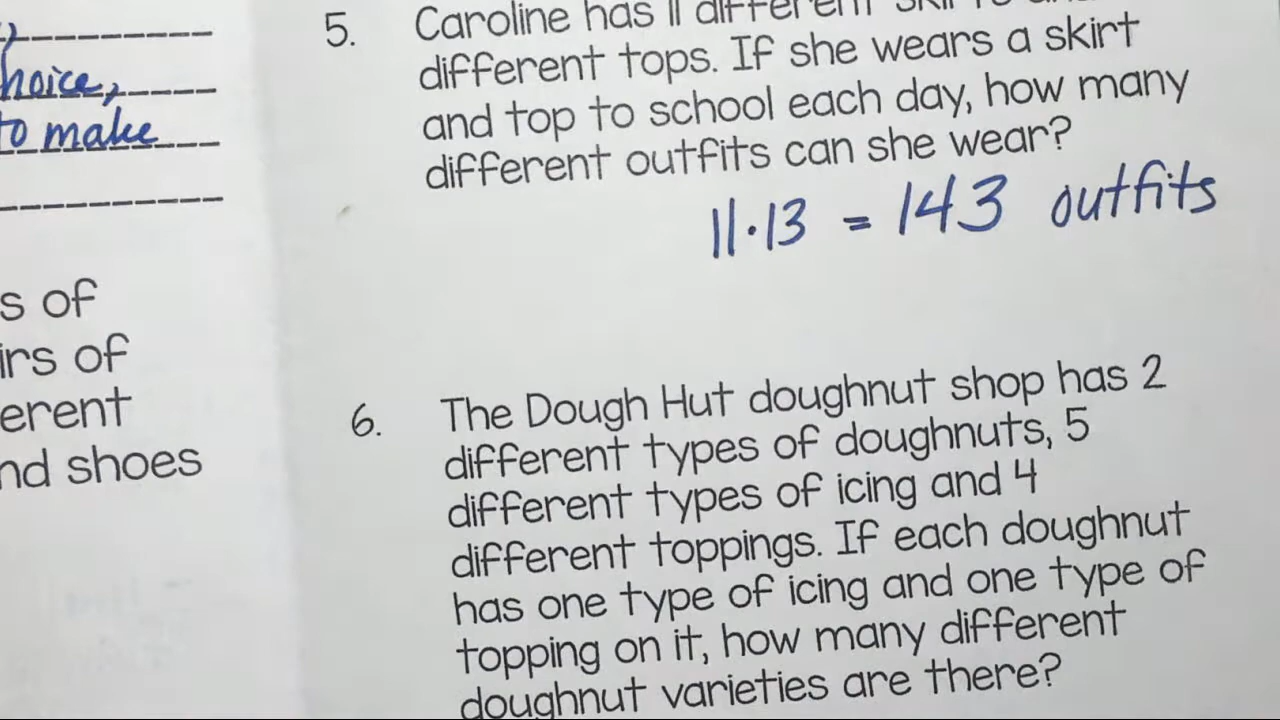 hoice,
to make
s of
irs of
erent
nd shoes
5. Caroline has 11 different
different tops. If she wears a skirt
and top to school each day, how many
different outfits can she wear?
11·13 = 143 outfits
6. The Dough Hut doughnut shop has 2
different types of doughnuts, 5
different types of icing and 4
different toppings. If each doughnut
has one type of icing and one type of
topping on it, how many different
doughnut varieties are there?